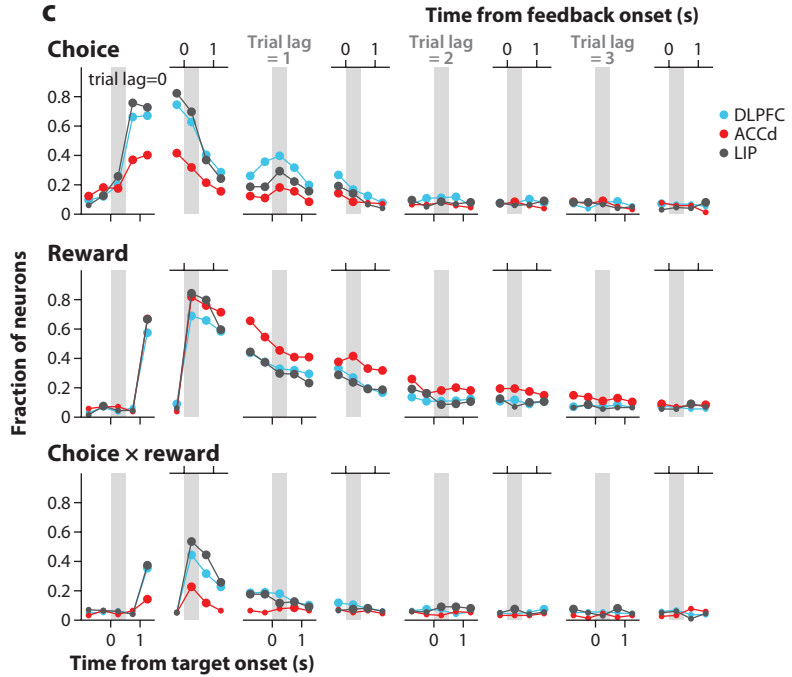 C
Time from feedback onset (s)
Choice
0 1
Trial lag = 1
0 1
Trial lag = 2
0 1
Trial lag = 3
0 1
trial lag=0
0.8
0.6
0.4
0.2
0
DLPFC
ACCd
LIP
Reward
Fraction of neurons
0.8
0.6
0.4
0.2
0
Choice × reward
0.8
0.6
0.4
0.2
0
0 1
0 1
0 1
0 1
Time from target onset (s)